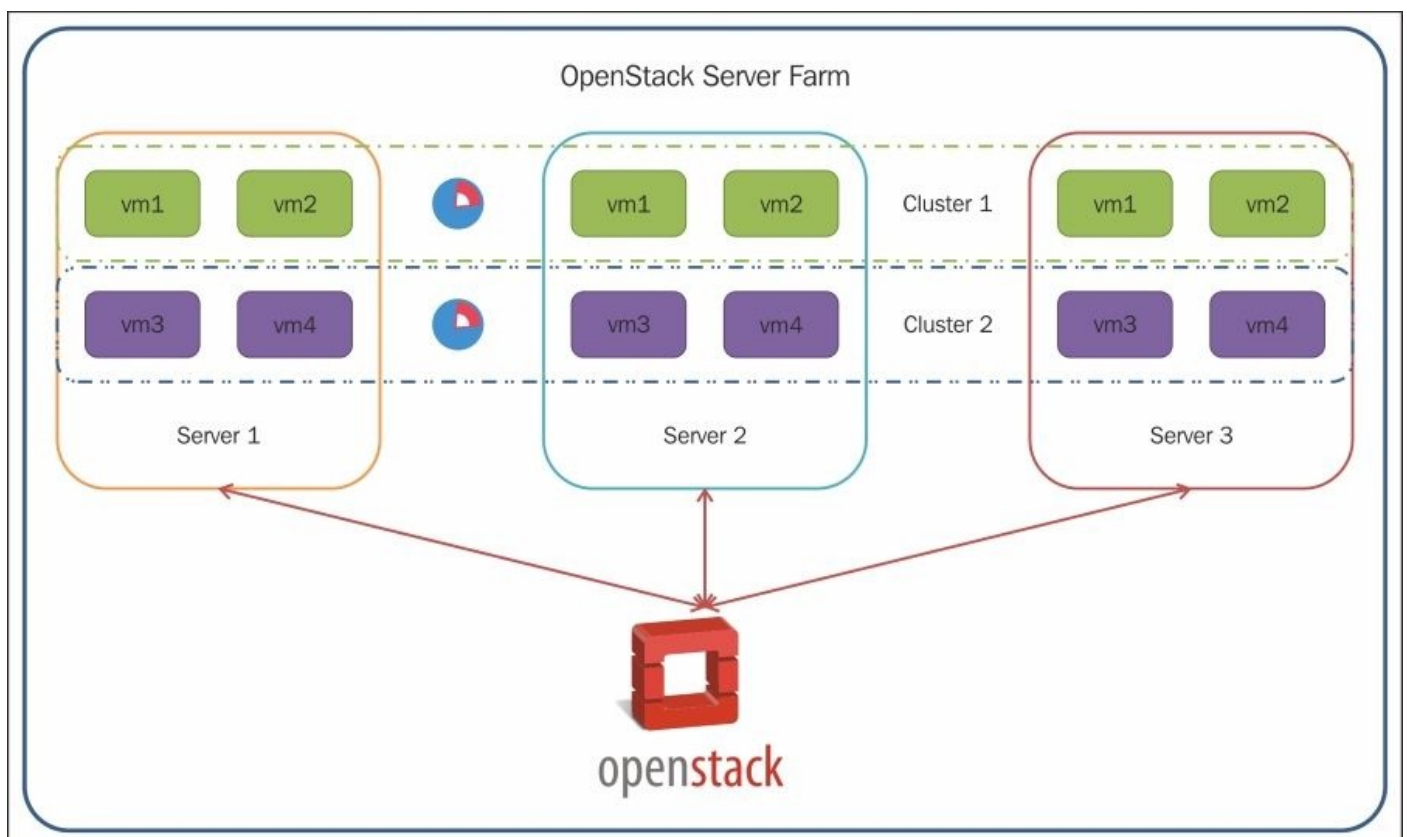 OpenStack Server Farm
vm1 vm2 vm1 vm2 Cluster 1 vm1 vm2
vm3 vm4 vm3 vm4 Cluster 2 vm3 vm4
Server 1 Server 2 Server 3
openstack